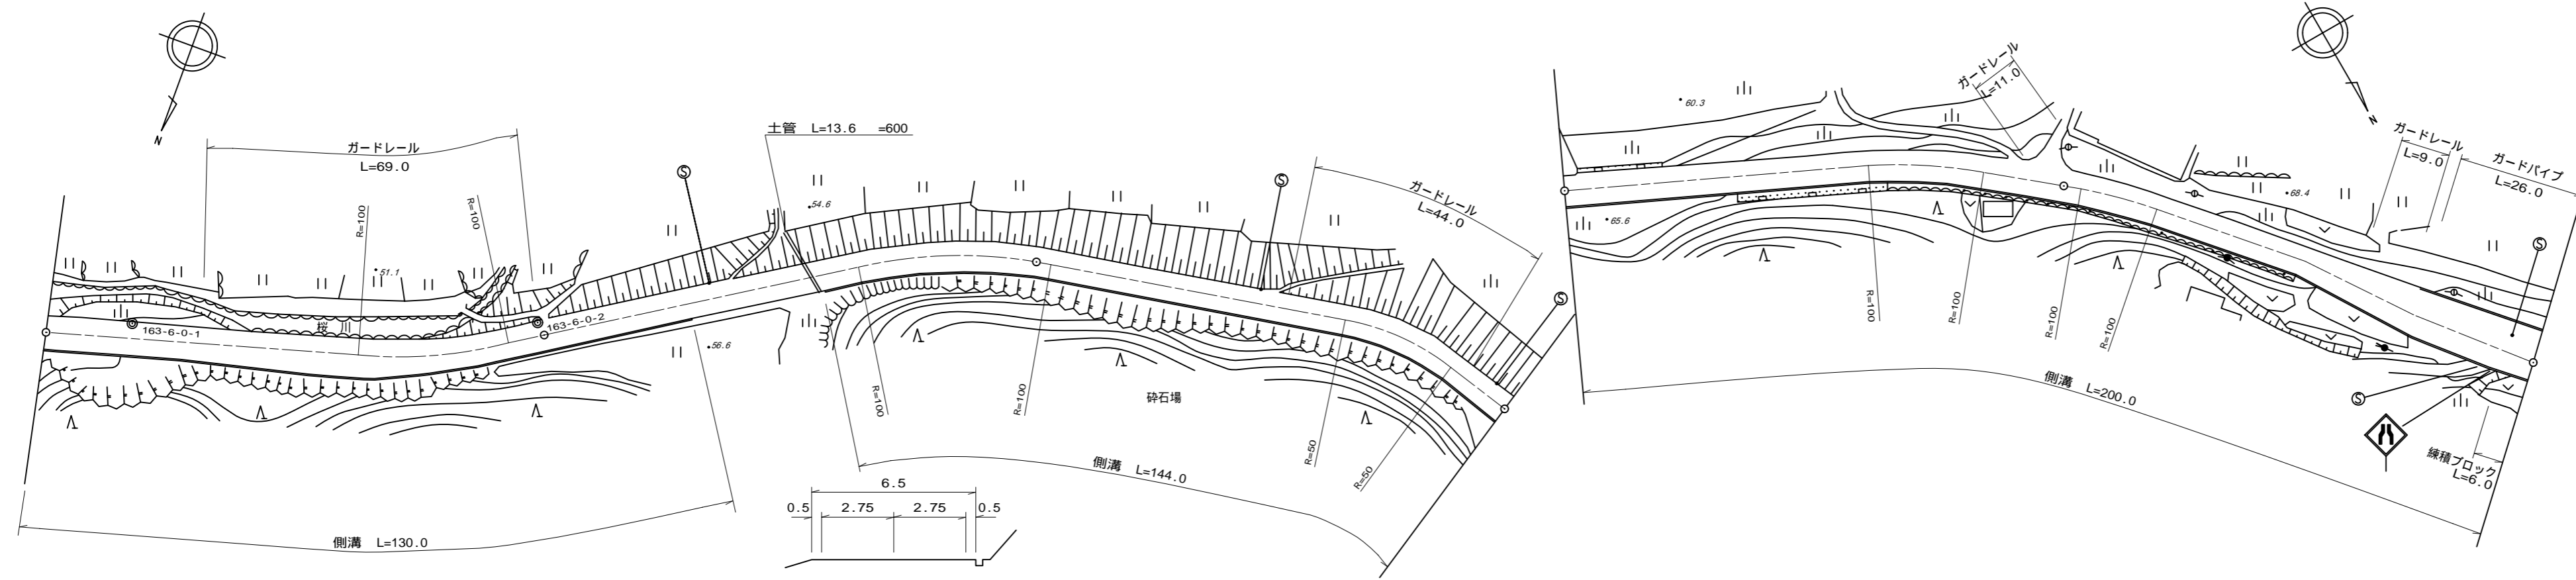 N
ガードレール
L=69.0
R=100
R=100
51.1
桜 川
163-6-0-1
163-6-0-2
56.6
側溝 L=130.0
S
土管 L=13.6 =600
54.6
S
ガードレール
L=44.0
S
R=100
R=100
砕石場
R=50
R=50
側溝 L=144.0
6.5
0.5 2.75 2.75 0.5
60.3
65.6
ガードレール
L=11.0
N
ガードレール
L=9.0
ガードパイプ
L=26.0
68.4
S
R=100
R=100
R=100
R=100
側溝 L=200.0
S
練積ブロック
L=6.0